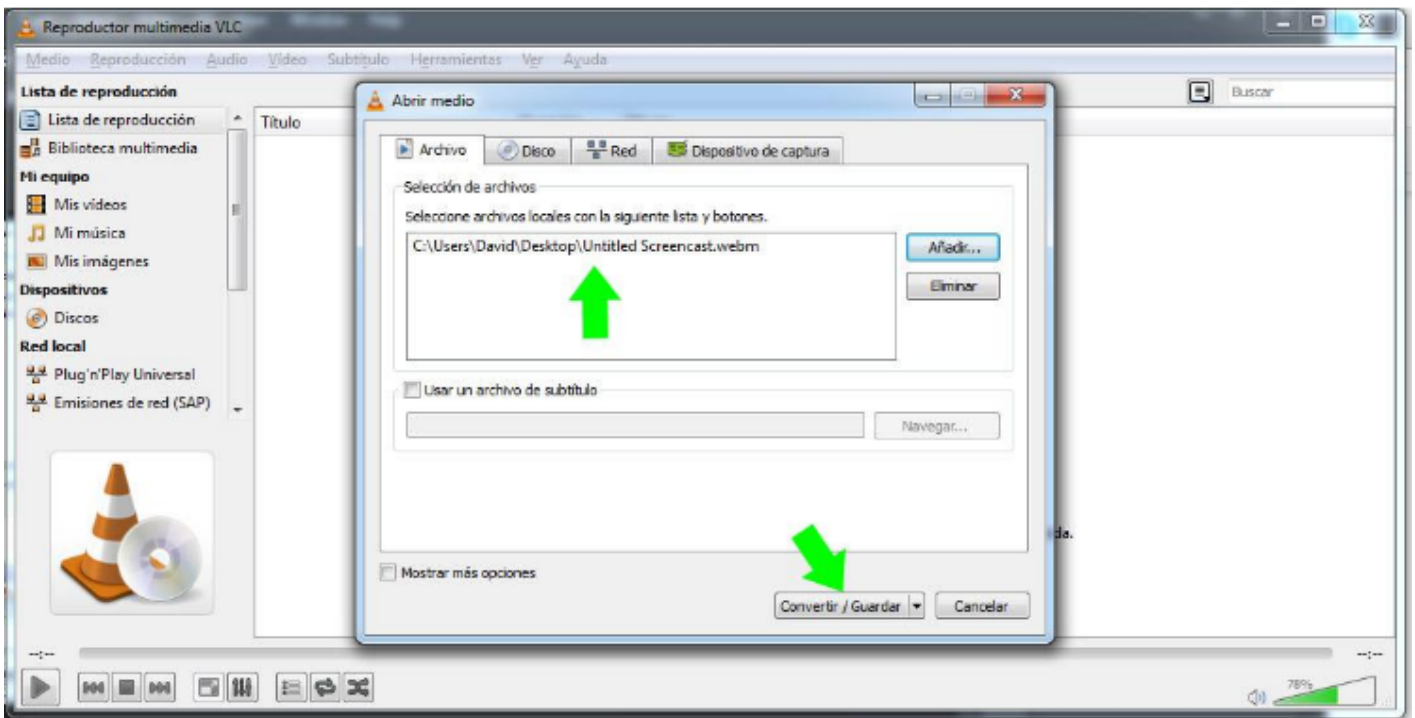 Reproductor multimedia VLC
Medio Reproducción Audio Vídeo Subtítulo Herramientas Ver Ayuda
Lista de reproducción
Buscar
Lista de reproducción
Biblioteca multimedia
Mi equipo
Mis vídeos
Mi música
Mis imágenes
Dispositivos
Discos
Red local
Plug'n'Play Universal
Emisiones de red (SAP)
Título
Abrir medio
Archivo Disco Red Dispositivo de captura
Selección de archivos
Seleccione archivos locales con la siguiente lista y botones.
C:\Users\David\Desktop\Untitled Screencast.webm
Añadir...
Eliminar
Usar un archivo de subtítulo
Navegar...
da.
Mostrar más opciones
Convertir / Guardar Cancelar
--:-- --:--
78%